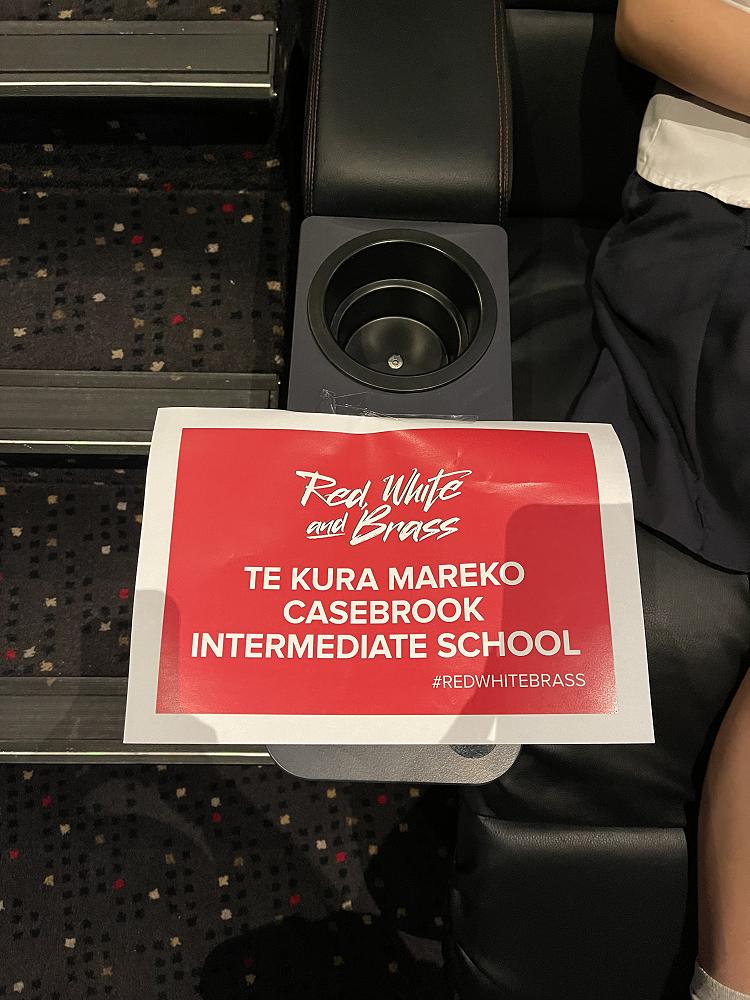 Red, White
and Brass
TE KURA MAREKO
CASEBROOK
INTERMEDIATE SCHOOL
#REDWHITEBRASS